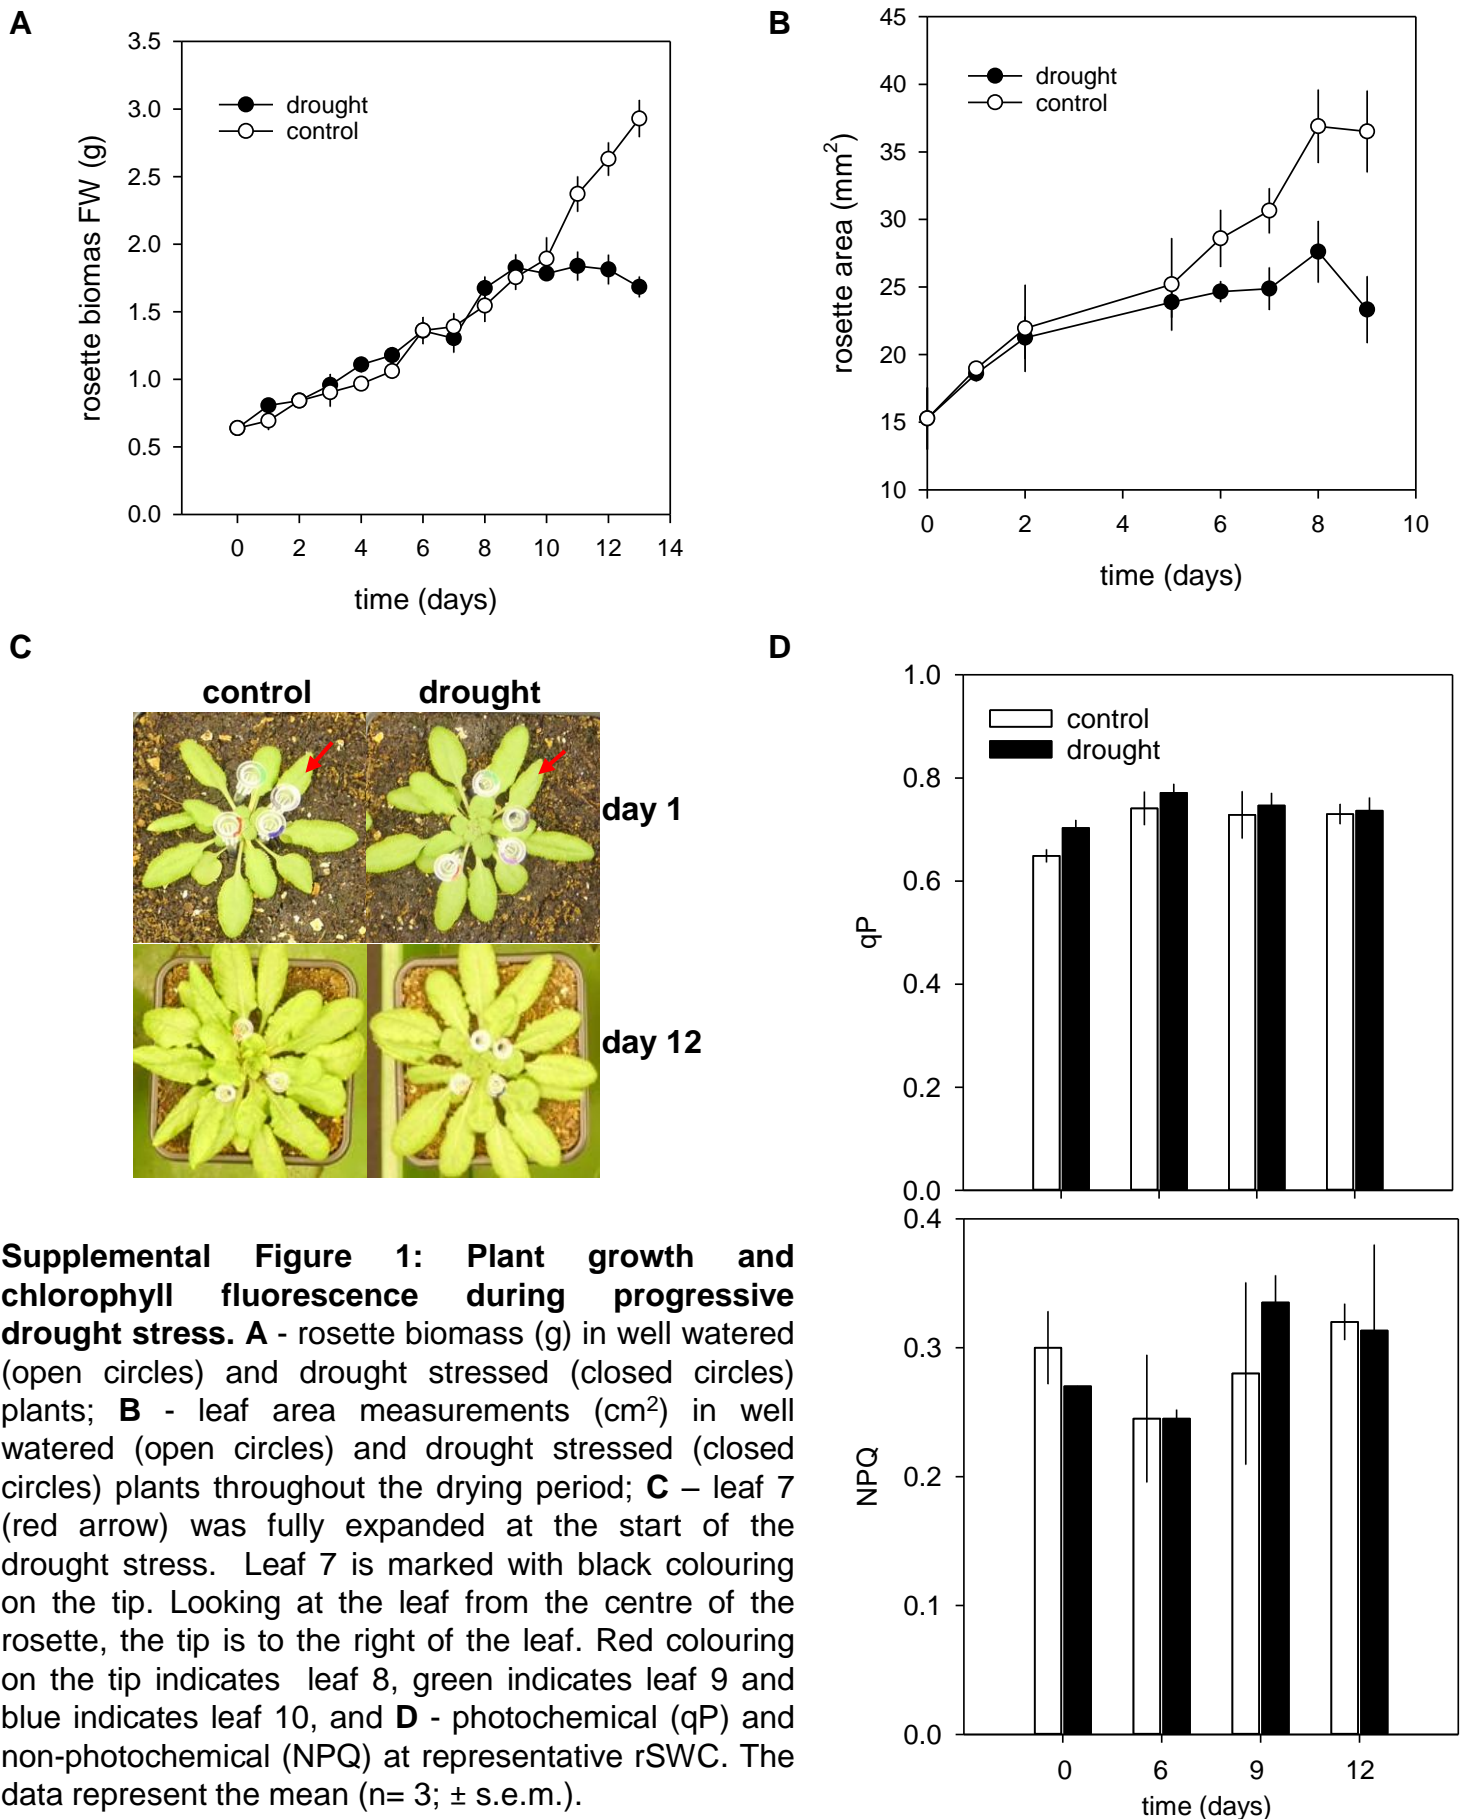 A
3.5
3.0
2.5
2.0
1.5
1.0
0.5
0.0
rosette biomas FW (g)
drought
control
0 2 4 6 8 10 12 14
time (days)
B
45
40
35
30
25
20
15
10
rosette area (mm²)
drought
control
0 2 4 6 8 10
time (days)
C
control drought
day 1
day 12
D
1.0
0.8
0.6
0.4
0.2
0.0
qP
control
drought
0.4
0.3
0.2
0.1
0.0
NPQ
0 6 9 12
time (days)
Supplemental Figure 1: Plant growth and
chlorophyll fluorescence during progressive
drought stress. A - rosette biomass (g) in well watered
(open circles) and drought stressed (closed circles)
plants; B - leaf area measurements (cm²) in well
watered (open circles) and drought stressed (closed
circles) plants throughout the drying period; C – leaf 7
(red arrow) was fully expanded at the start of the
drought stress. Leaf 7 is marked with black colouring
on the tip. Looking at the leaf from the centre of the
rosette, the tip is to the right of the leaf. Red colouring
on the tip indicates leaf 8, green indicates leaf 9 and
blue indicates leaf 10, and D - photochemical (qP) and
non-photochemical (NPQ) at representative rSWC. The
data represent the mean (n= 3; ± s.e.m.).